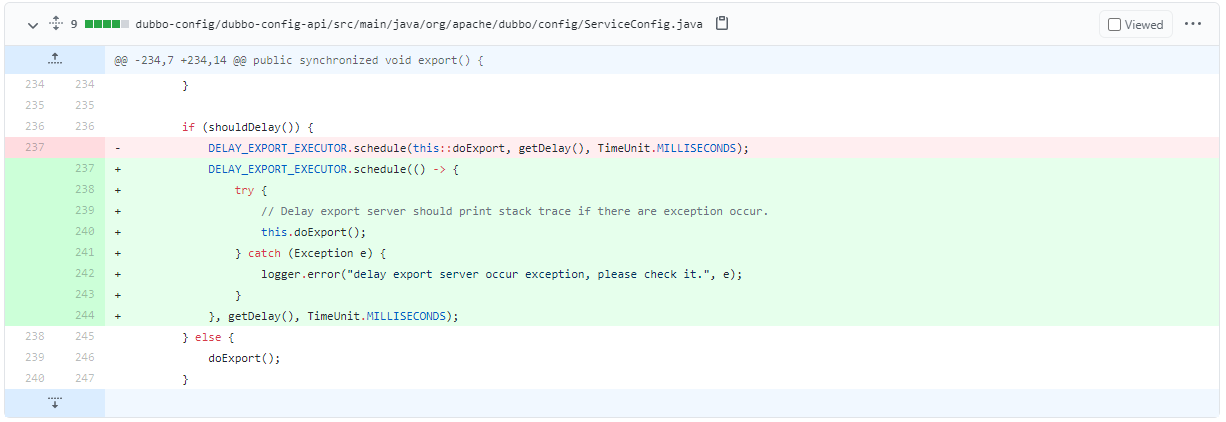 9 dubbo-config/dubbo-config-api/src/main/java/org/apache/dubbo/config/ServiceConfig.java Viewed ...
@@ -234,7 +234,14 @@ public synchronized void export() {
234 234 }
235 235
236 236 if (shouldDelay()) {
237 - DELAY_EXPORT_EXECUTOR.schedule(this::doExport, getDelay(), TimeUnit.MILLISECONDS);
237 + DELAY_EXPORT_EXECUTOR.schedule(() -> {
238 + try {
239 + // Delay export server should print stack trace if there are exception occur.
240 + this.doExport();
241 + } catch (Exception e) {
242 + logger.error("delay export server occur exception, please check it.", e);
243 + }
244 + }, getDelay(), TimeUnit.MILLISECONDS);
238 245 } else {
239 246 doExport();
240 247 }